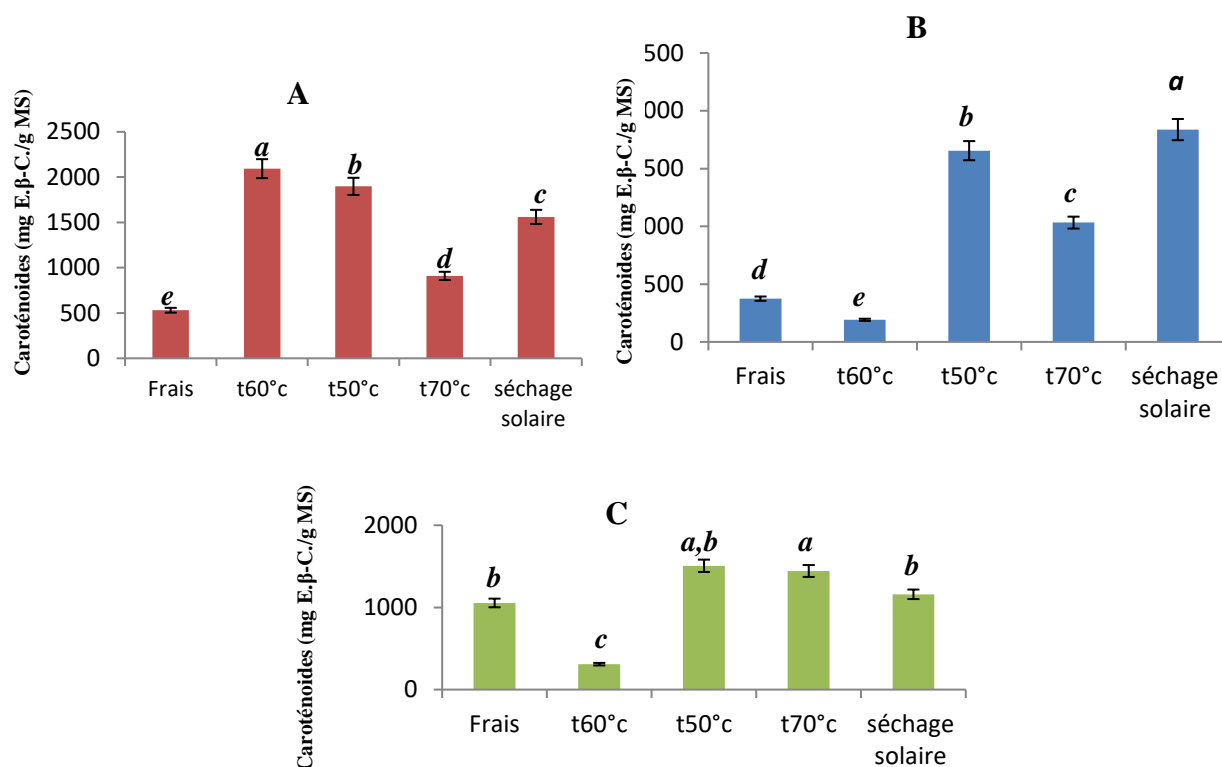 A
Caroténoides (mg E.β-C./g MS)
2500
2000
1500
1000
500
0
a
b
c
d
e
Frais t60°c t50°c t70°c séchage solaire
B
Caroténoides (mg E.β-C./g MS)
500
000
500
000
500
0
a
b
c
d
e
Frais t60°c t50°c t70°c séchage
solaire
C
Caroténoides (mg E.β-C./g MS)
2000
1000
0
b
c
a,b
a
b
Frais t60°c t50°c t70°c séchage
solaire